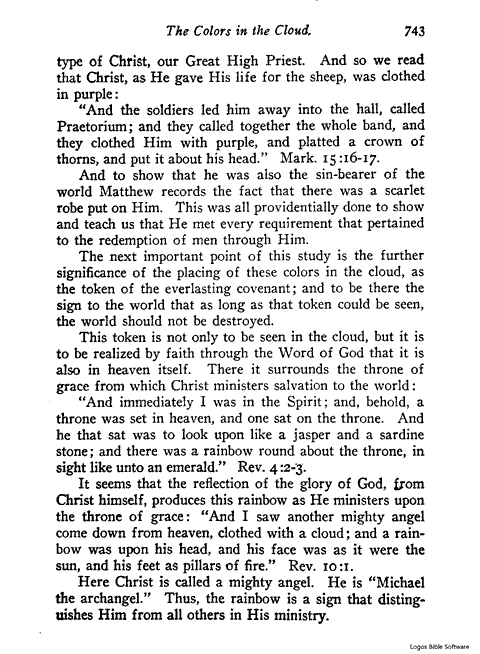 The Colors in the Cloud. 743
type of Christ, our Great High Priest. And so we read
that Christ, as He gave His life for the sheep, was clothed
in purple:
"And the soldiers led him away into the hall, called
Praetorium; and they called together the whole band, and
they clothed Him with purple, and platted a crown of
thorns, and put it about his head." Mark. 15:16-17.
And to show that he was also the sin-bearer of the
world Matthew records the fact that there was a scarlet
robe put on Him. This was all providentially done to show
and teach us that He met every requirement that pertained
to the redemption of men through Him.
The next important point of this study is the further
significance of the placing of these colors in the cloud, as
the token of the everlasting covenant; and to be there the
sign to the world that as long as that token could be seen,
the world should not be destroyed.
This token is not only to be seen in the cloud, but it is
to be realized by faith through the Word of God that it is
also in heaven itself. There it surrounds the throne of
grace from which Christ ministers salvation to the world:
"And immediately I was in the Spirit; and, behold, a
throne was set in heaven, and one sat on the throne. And
he that sat was to look upon like a jasper and a sardine
stone; and there was a rainbow round about the throne, in
sight like unto an emerald." Rev. 4:2-3.
It seems that the reflection of the glory of God, from
Christ himself, produces this rainbow as He ministers upon
the throne of grace: "And I saw another mighty angel
come down from heaven, clothed with a cloud; and a rain-
bow was upon his head, and his face was as it were the
sun, and his feet as pillars of fire." Rev. 10:1.
Here Christ is called a mighty angel. He is "Michael
the archangel." Thus, the rainbow is a sign that disting-
uishes Him from all others in His ministry.
Logos Bible Software